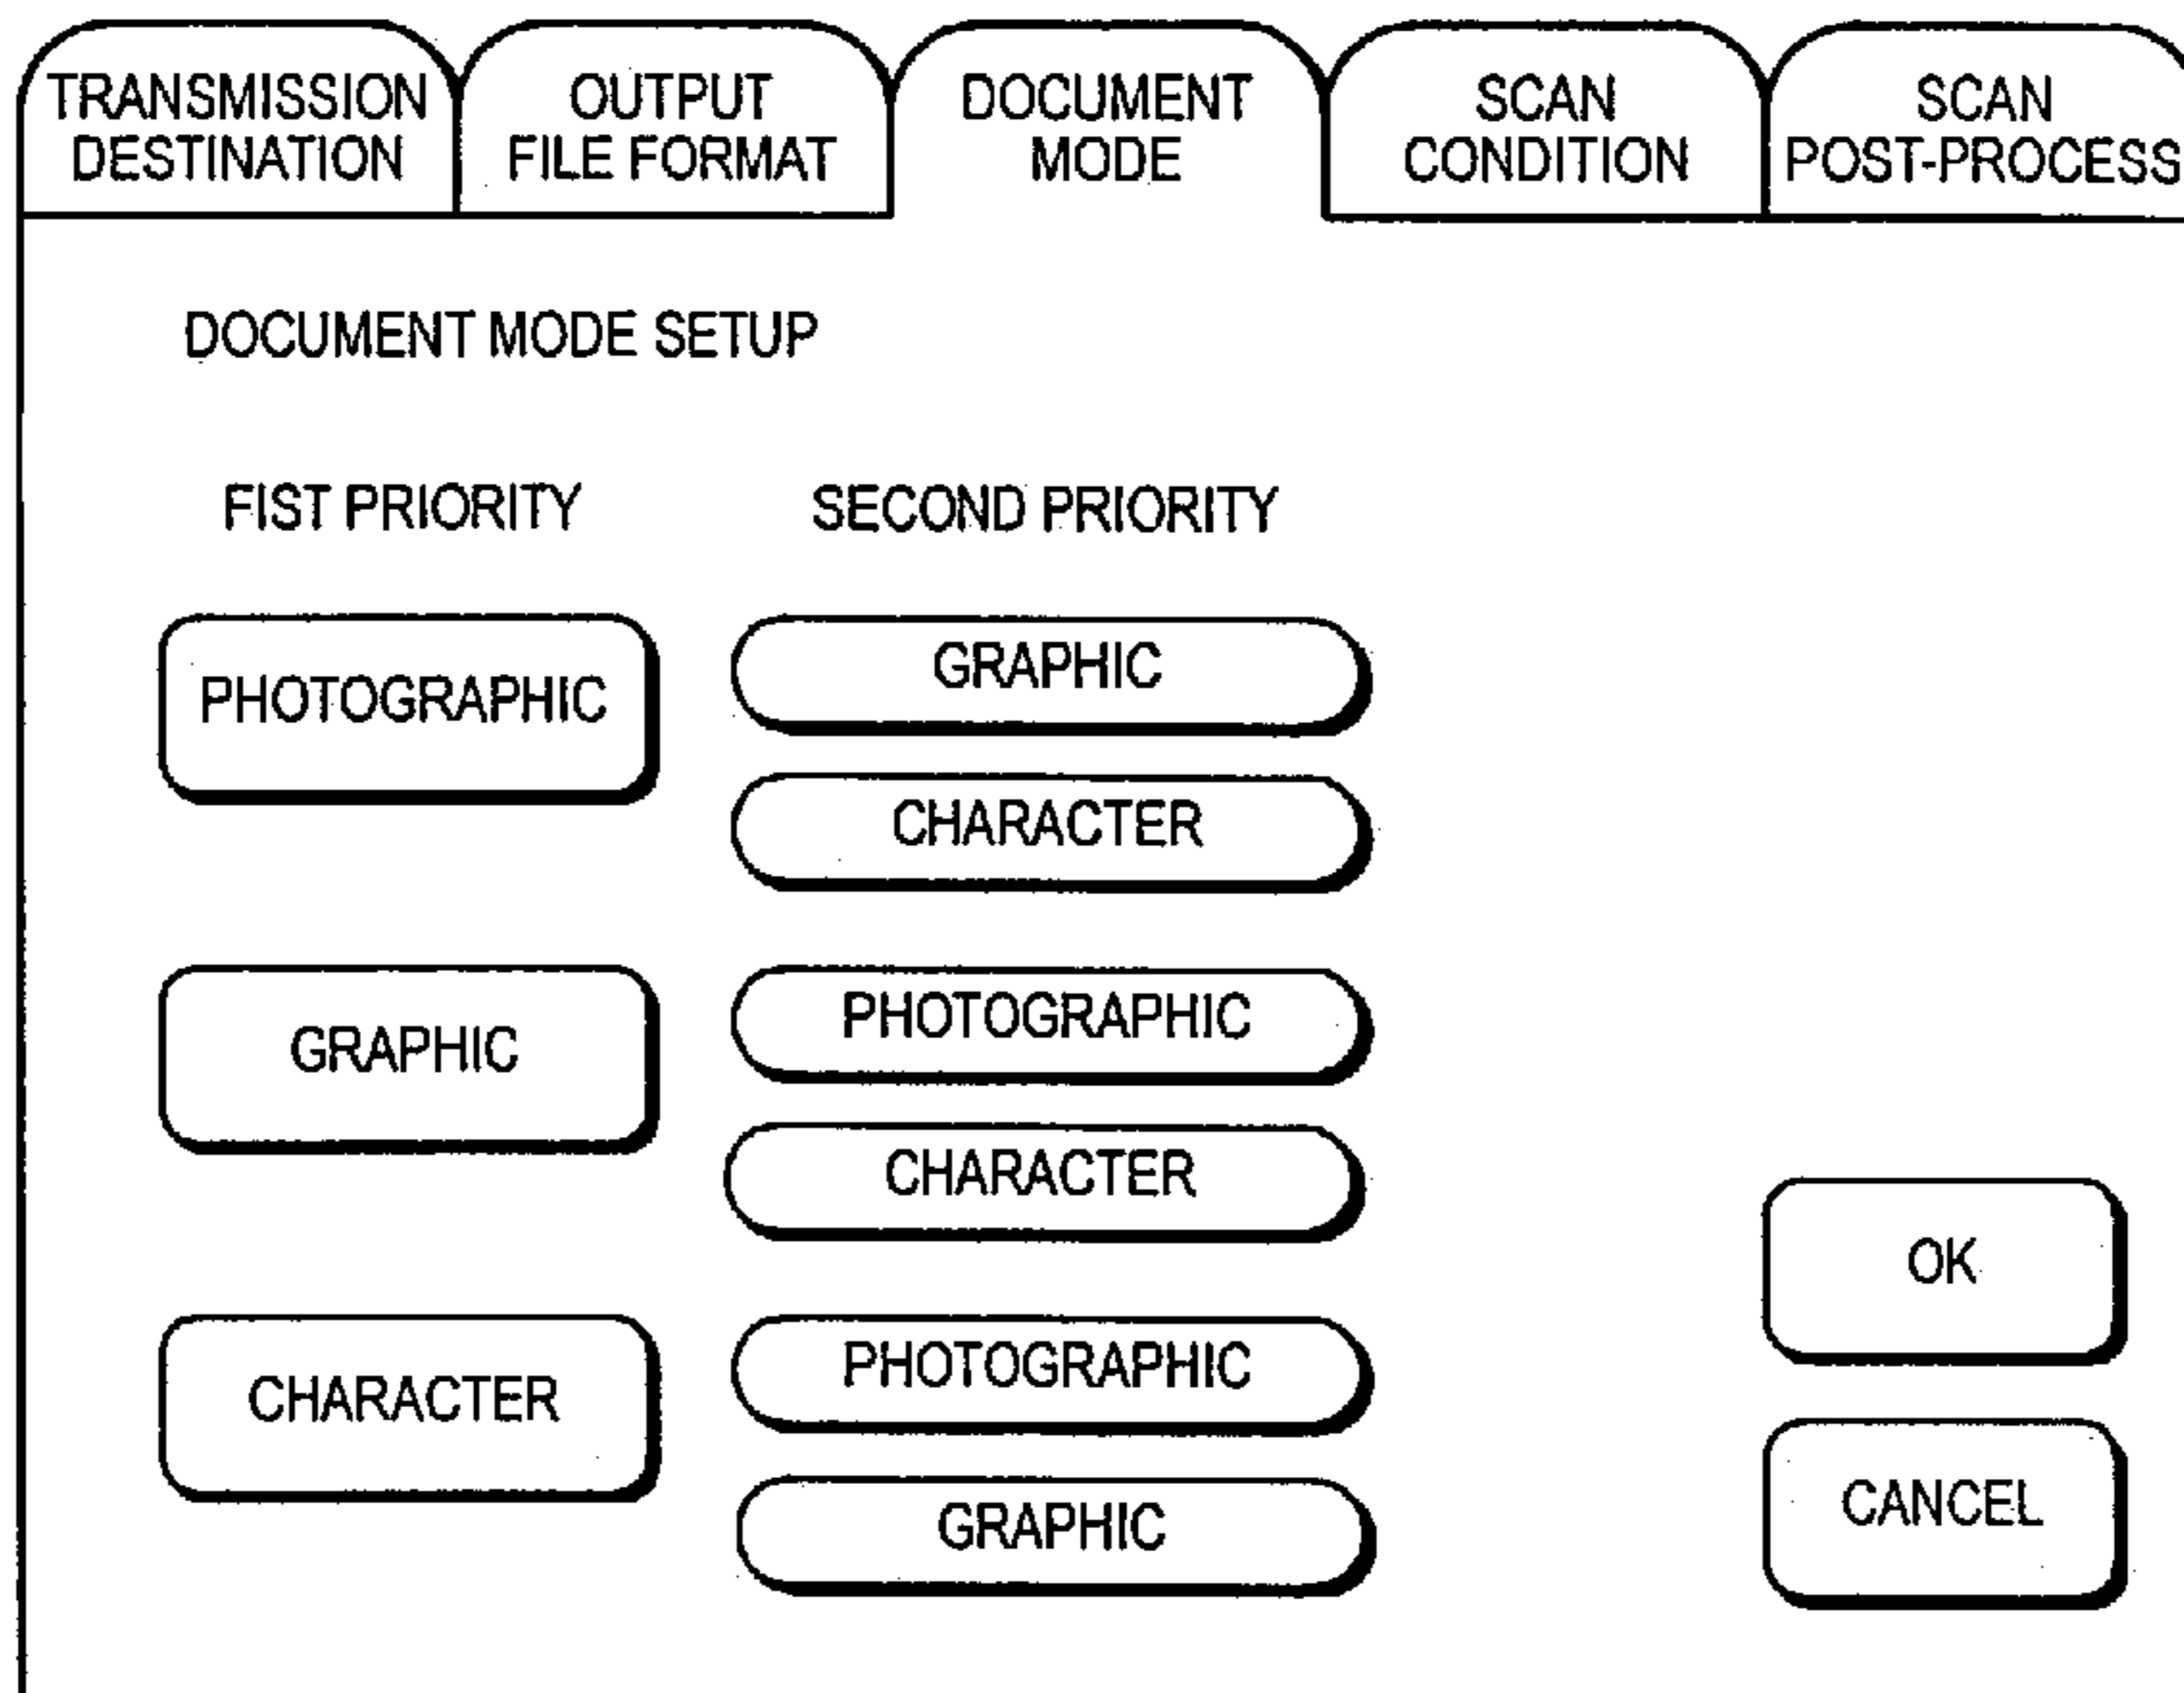 TRANSMISSION
DESTINATION
OUTPUT
FILE FORMAT
DOCUMENT
MODE
SCAN
CONDITION
SCAN
POST-PROCESS
DOCUMENT MODE SETUP
FIST PRIORITY
SECOND PRIORITY
PHOTOGRAPHIC
GRAPHIC
CHARACTER
GRAPHIC
PHOTOGRAPHIC
CHARACTER
CHARACTER
PHOTOGRAPHIC
GRAPHIC
OK
CANCEL